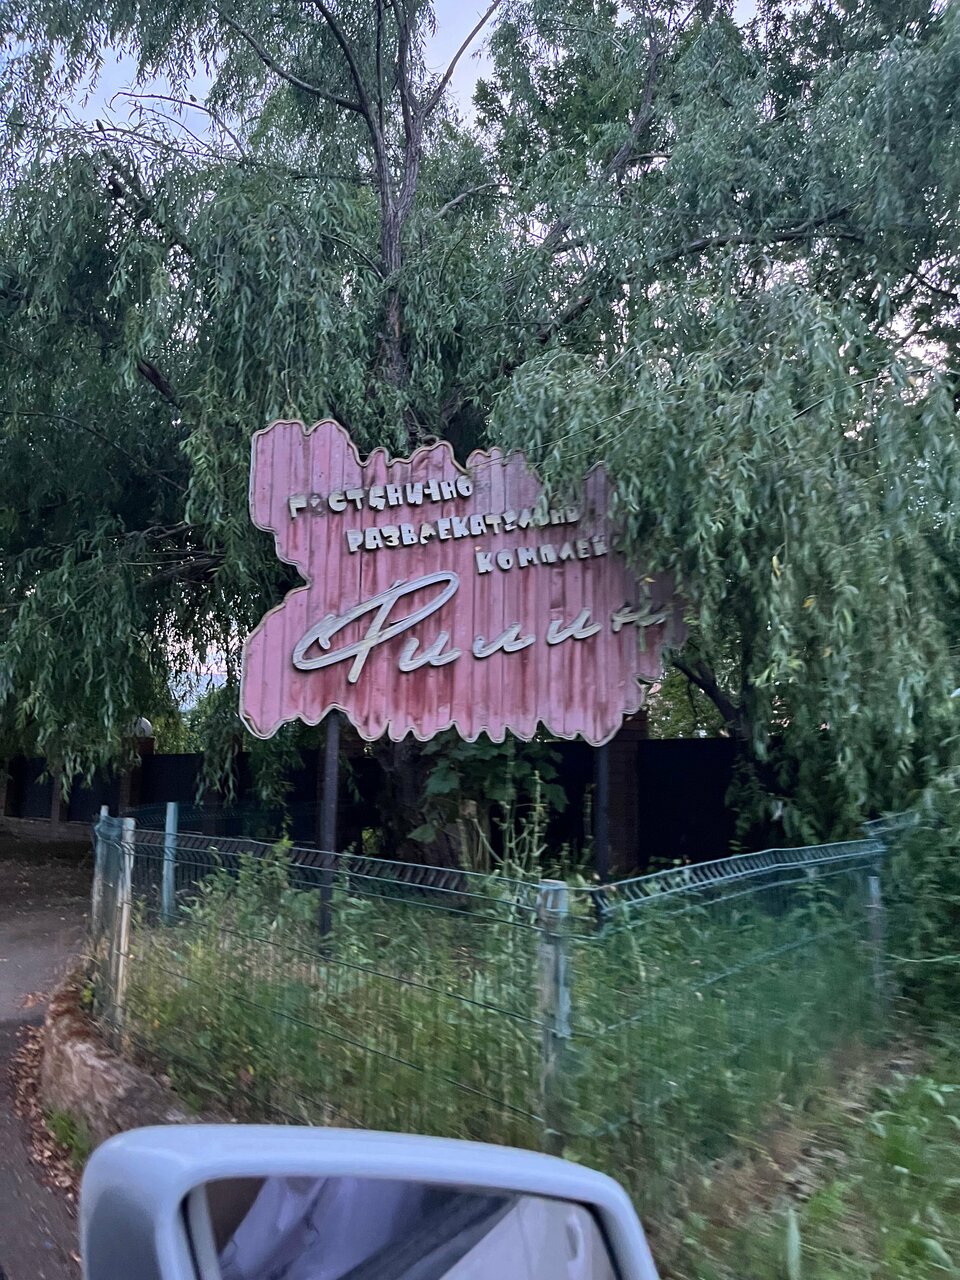 Гостинично
развлекательны
комплек
Филин